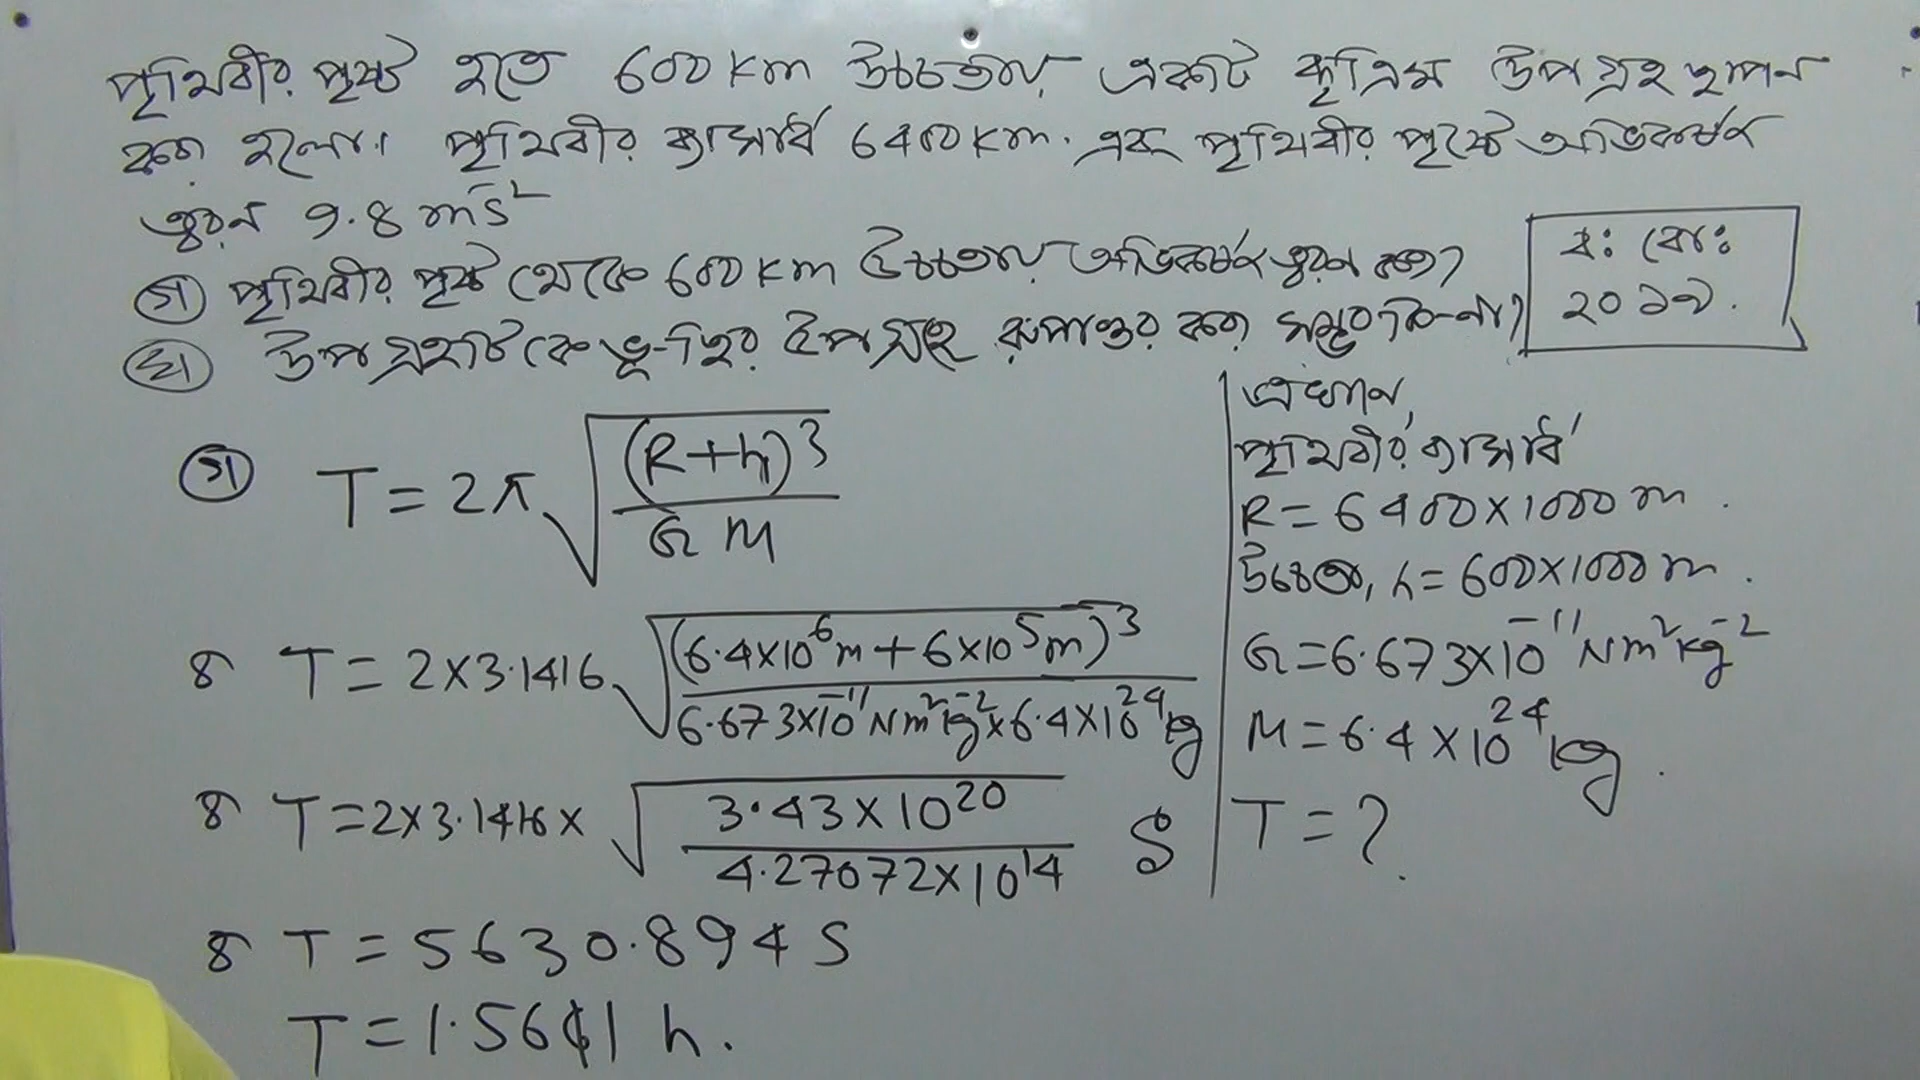 পৃথিবীর পৃষ্ঠ হতে 600 km উচ্চতায় একটি কৃত্রিম উপগ্রহ স্থাপন
করা হলো। পৃথিবীর ব্যাসার্ধ 6400 km. এবং পৃথিবীর পৃষ্ঠে অভিকর্ষজ
ত্বরণ 9.8 ms⁻²
গ) পৃথিবীর পৃষ্ঠ থেকে 600 km উচ্চতায় অভিকর্ষজ ত্বরণ কত?
ঘ) উপগ্রহটিকে ভূ-স্থির উপগ্রহে রূপান্তর করা সম্ভব কি-না?
ব: বো:
২০১৭.
গ) T = 2π √((R+h)³ / GM)
ঃ T = 2×3.1416 √((6.4×10⁶m + 6×10⁵m)³ / 6.673×10⁻¹¹Nm²kg⁻²×6.4×10²⁴kg)
ঃ T = 2×3.1416× √(3.43×10²⁰ / 4.27072×10¹⁴) S
ঃ T = 5630.894 S
T = 1.5641 h.
এখানে,
পৃথিবীর ব্যাসার্ধ
R = 6400×1000 m.
উচ্চতা, h = 600×1000 m.
G = 6.673×10⁻¹¹ Nm²kg⁻²
M = 6.4×10²⁴ kg.
T = ?